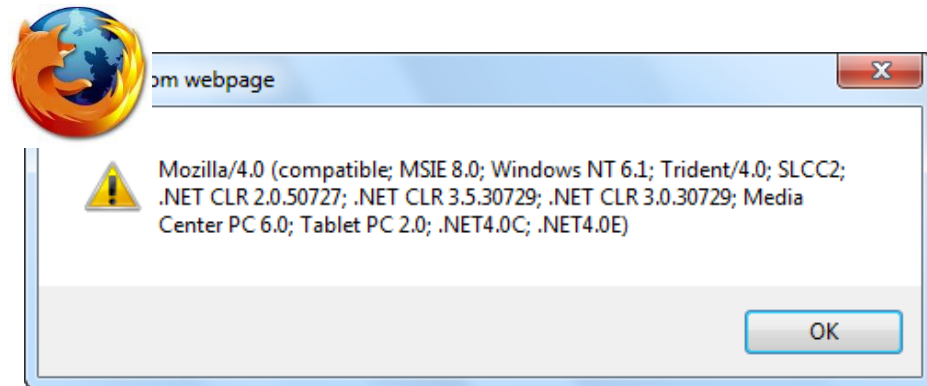 webpage
Mozilla/4.0 (compatible; MSIE 8.0; Windows NT 6.1; Trident/4.0; SLCC2;
.NET CLR 2.0.50727; .NET CLR 3.5.30729; .NET CLR 3.0.30729; Media
Center PC 6.0; Tablet PC 2.0; .NET4.0C; .NET4.0E)
OK